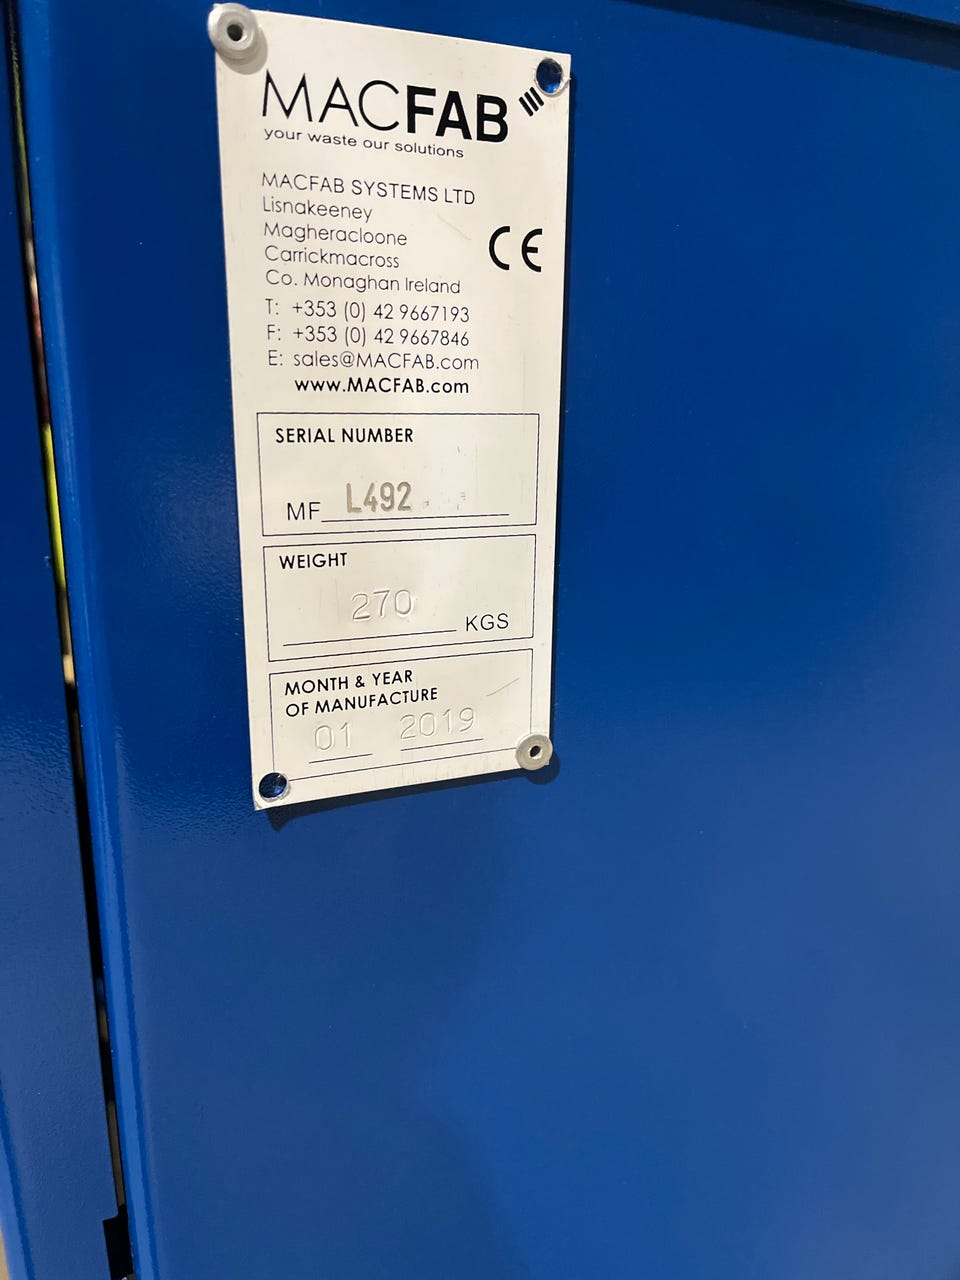 MACFAB
your waste our solutions
MACFAB SYSTEMS LTD
Lisnakeeney
Magheracloone
Carrickmacross
Co. Monaghan Ireland
CE
T: +353 (0) 42 9667193
F: +353 (0) 42 9667846
E: sales@MACFAB.com
www.MACFAB.com
SERIAL NUMBER
MF L492
WEIGHT
270 KGS
MONTH & YEAR
OF MANUFACTURE
01 2019